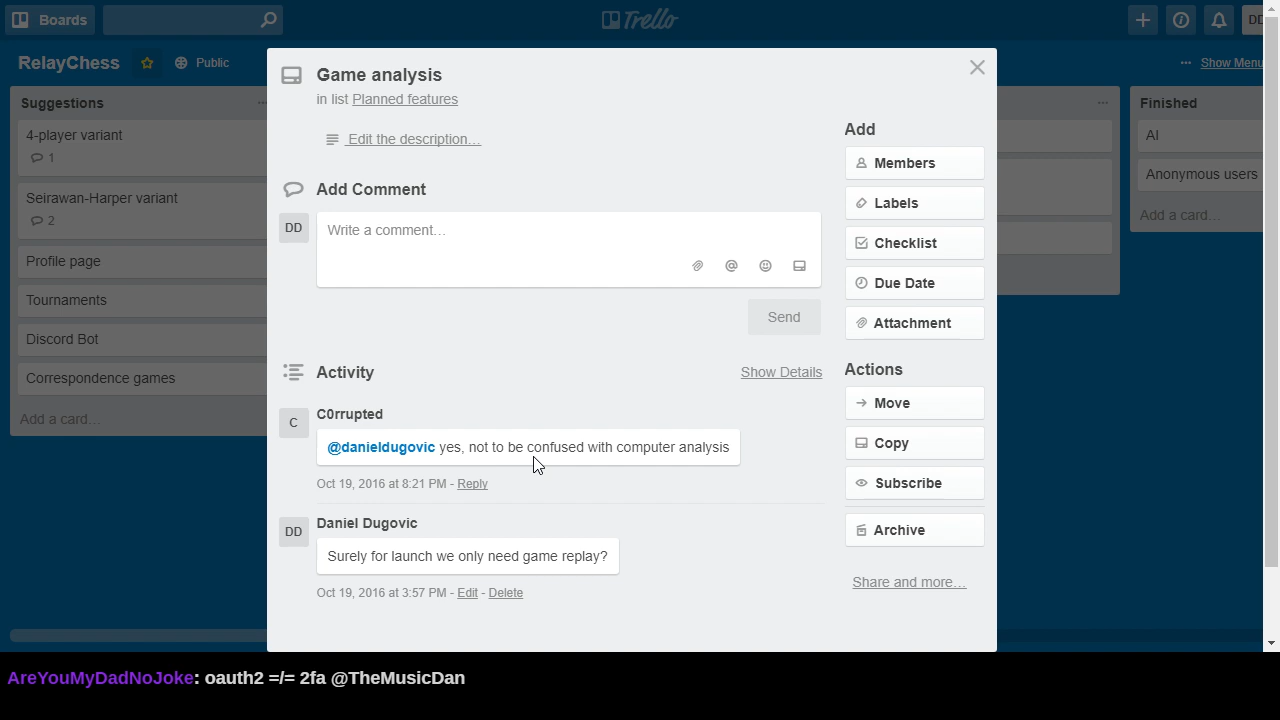 Boards
Trello
DD
RelayChess
Public
··· Show Menu
Suggestions
4-player variant
1
Seirawan-Harper variant
2
Profile page
Tournaments
Discord Bot
Correspondence games
Add a card…
Game analysis
in list Planned features
Edit the description…
Add Comment
DD
Write a comment…
Send
Activity
Show Details
C
C0rrupted
@danieldugovic yes, not to be confused with computer analysis
Oct 19, 2016 at 8:21 PM - Reply
DD
Daniel Dugovic
Surely for launch we only need game replay?
Oct 19, 2016 at 3:57 PM - Edit - Delete
Add
Members
Labels
Checklist
Due Date
Attachment
Actions
Move
Copy
Subscribe
Archive
Share and more…
Finished
AI
Anonymous users
Add a card…
AreYouMyDadNoJoke: oauth2 =/= 2fa @TheMusicDan